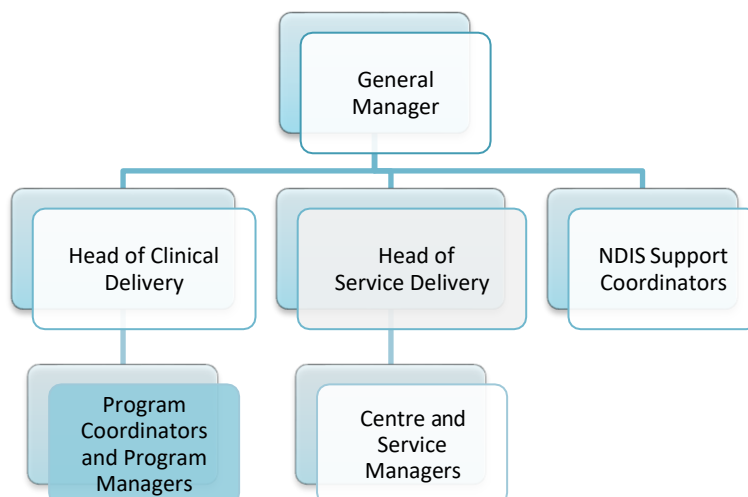 General
Manager
Head of Clinical
Delivery
Head of
Service Delivery
NDIS Support
Coordinators
Program
Coordinators
and Program
Managers
Centre and
Service
Managers